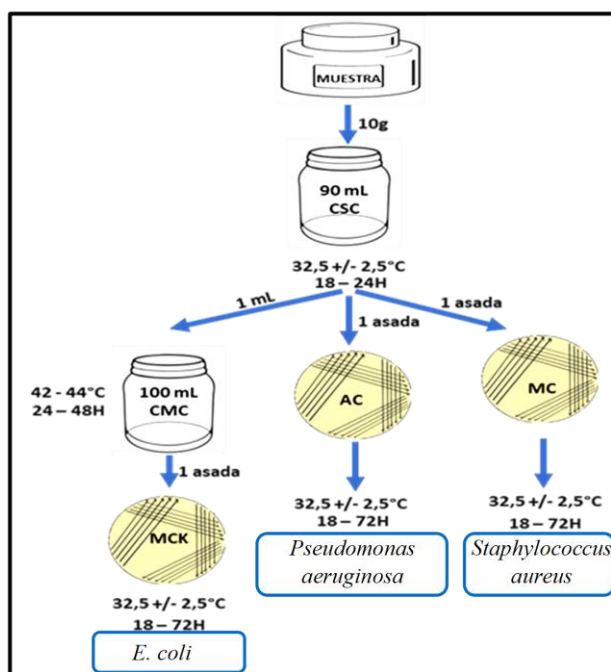 MUESTRA
10g
90 mL
CSC
32,5 +/- 2,5°C
18 – 24H
1 mL
1 asada
1 asada
42 - 44°C
24 – 48H
100 mL
CMC
AC
MC
1 asada
MCK
32,5 +/- 2,5°C
18 – 72H
E. coli
32,5 +/- 2,5°C
18 – 72H
Pseudomonas
aeruginosa
32,5 +/- 2,5°C
18 – 72H
Staphylococcus
aureus